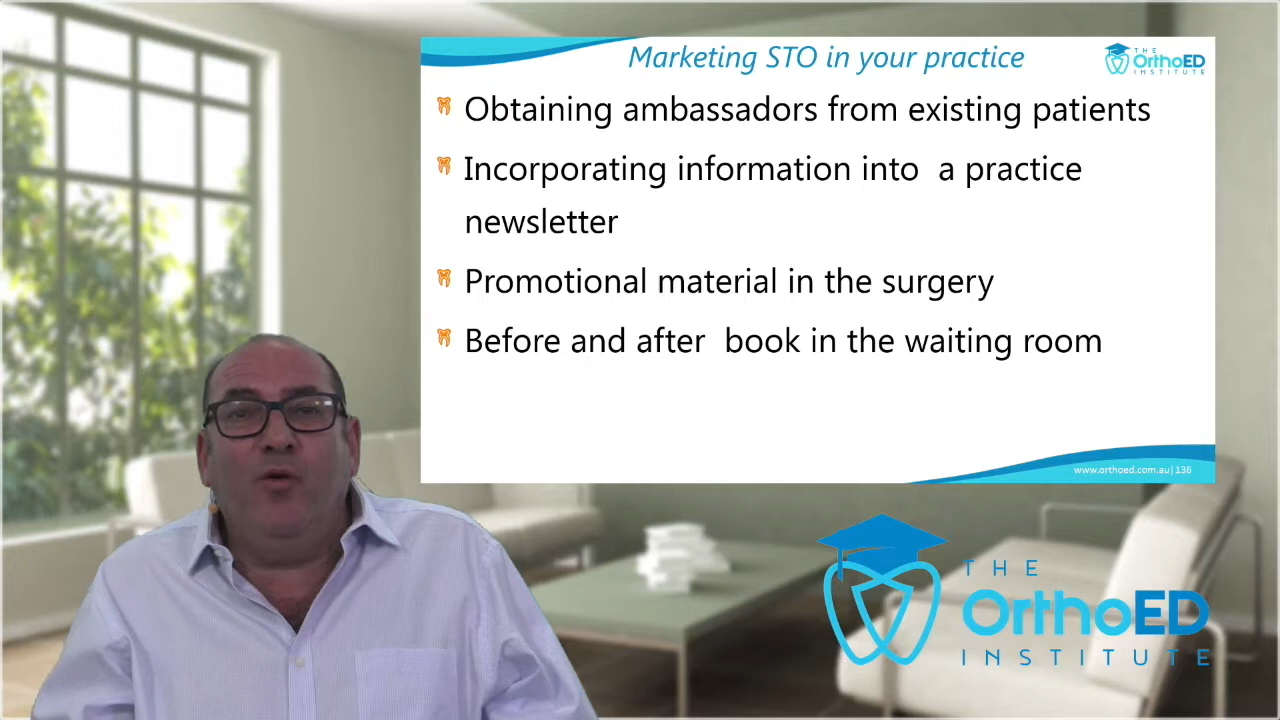 Marketing STO in your practice
THE
OrthoED
INSTITUTE
Obtaining ambassadors from existing patients
Incorporating information into a practice
newsletter
Promotional material in the surgery
Before and after book in the waiting room
www.orthoed.com.au| 136
THE
OrthoED
INSTITUTE